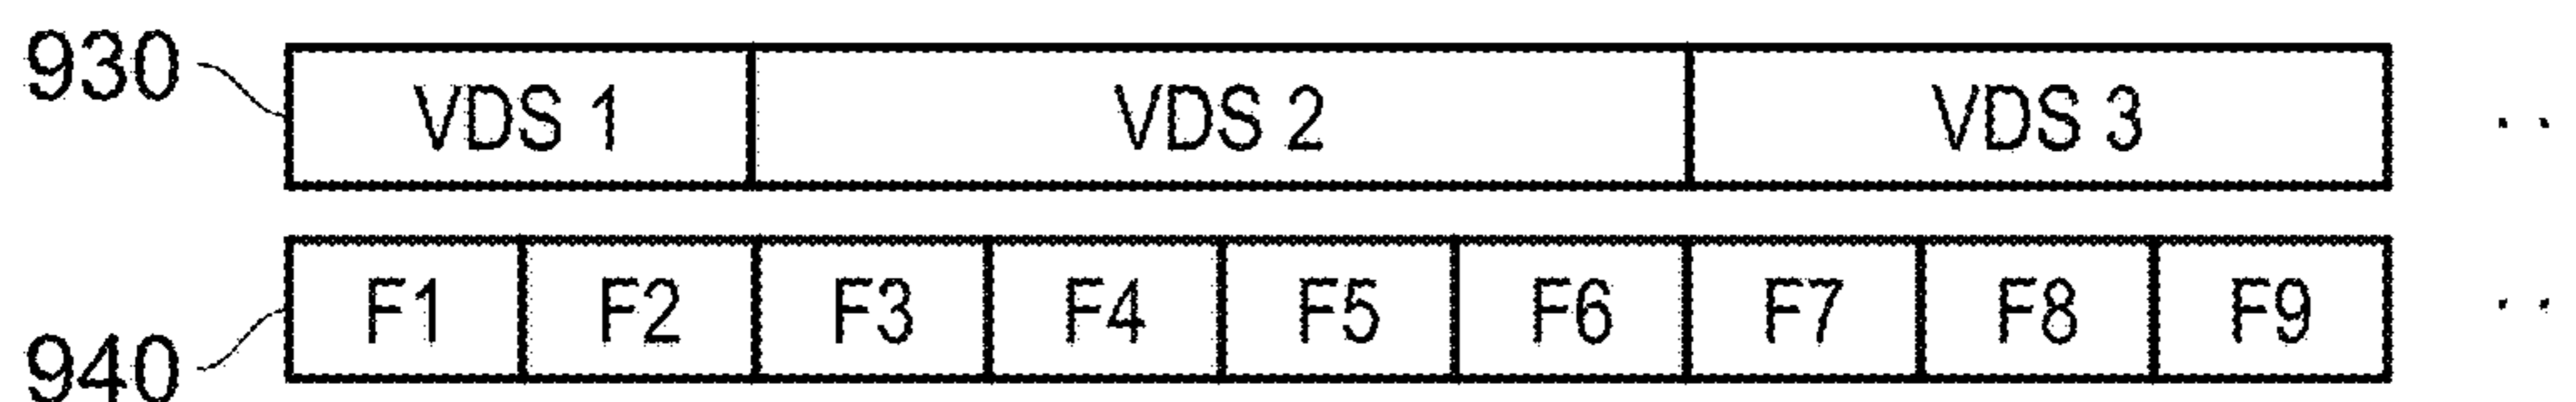 930 VDS 1 VDS 2 VDS 3 ..
940 F1 F2 F3 F4 F5 F6 F7 F8 F9 ..